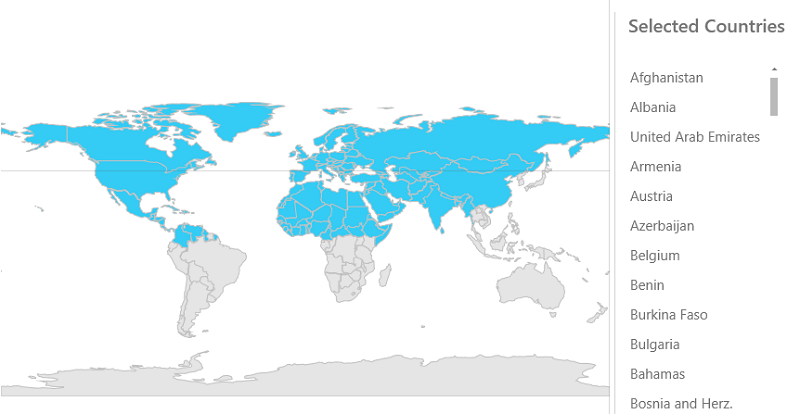 Selected Countries
Afghanistan
Albania
United Arab Emirates
Armenia
Austria
Azerbaijan
Belgium
Benin
Burkina Faso
Bulgaria
Bahamas
Bosnia and Herz.